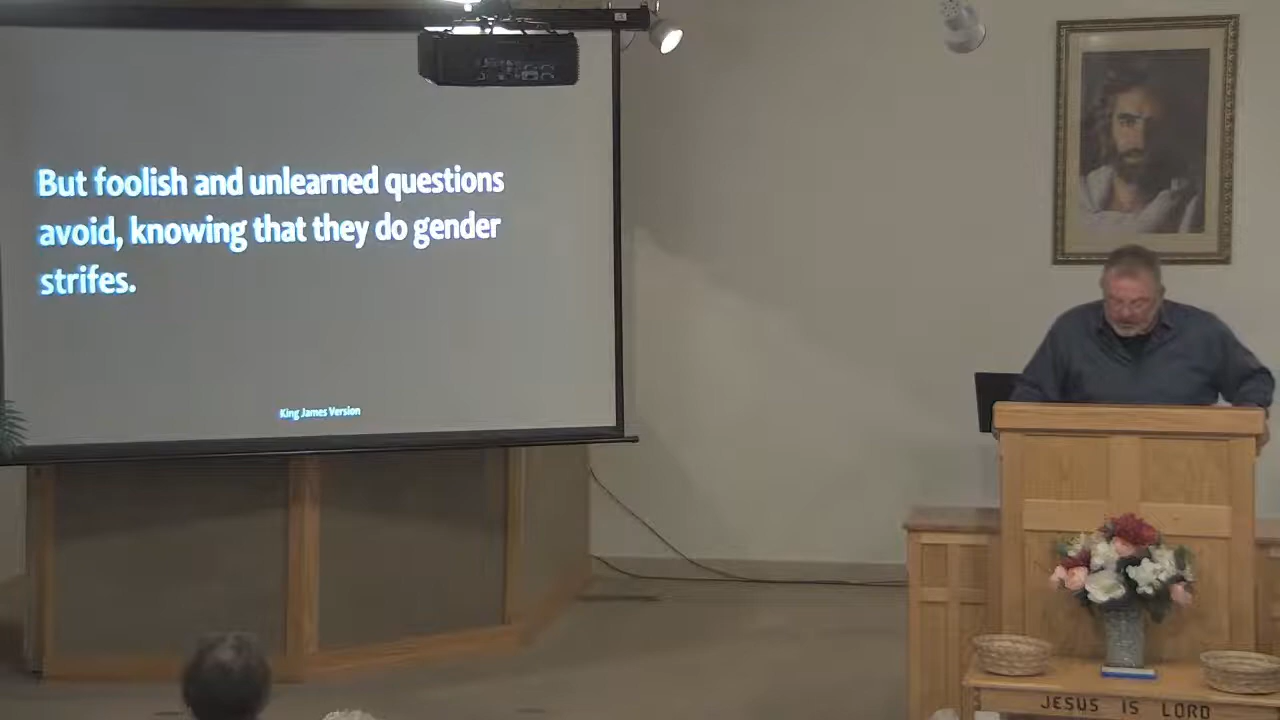 But foolish and unlearned questions
avoid, knowing that they do gender
strifes.
King James Version
JESUS IS LORD